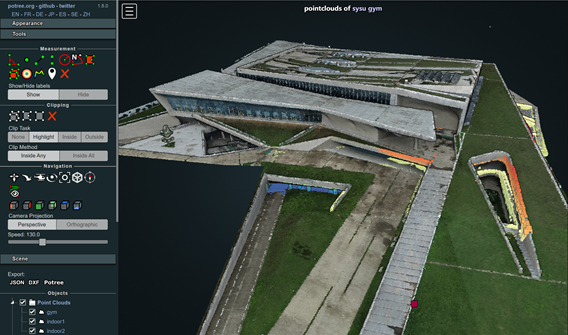 potree.org - github - twitter 1.8.0
EN - FR - DE - JP - ES - SE - ZH
pointclouds of sysu gym
Appearance
Tools
Measurement
Show/Hide labels
Show Hide
Clipping
Clip Task
None Highlight Inside Outside
Clip Method
Inside Any Inside All
Navigation
Camera Projection
Perspective Orthographic
Speed: 130.0
Scene
Export:
JSON DXF Potree
Objects
Point Clouds
gym
indoor1
indoor2